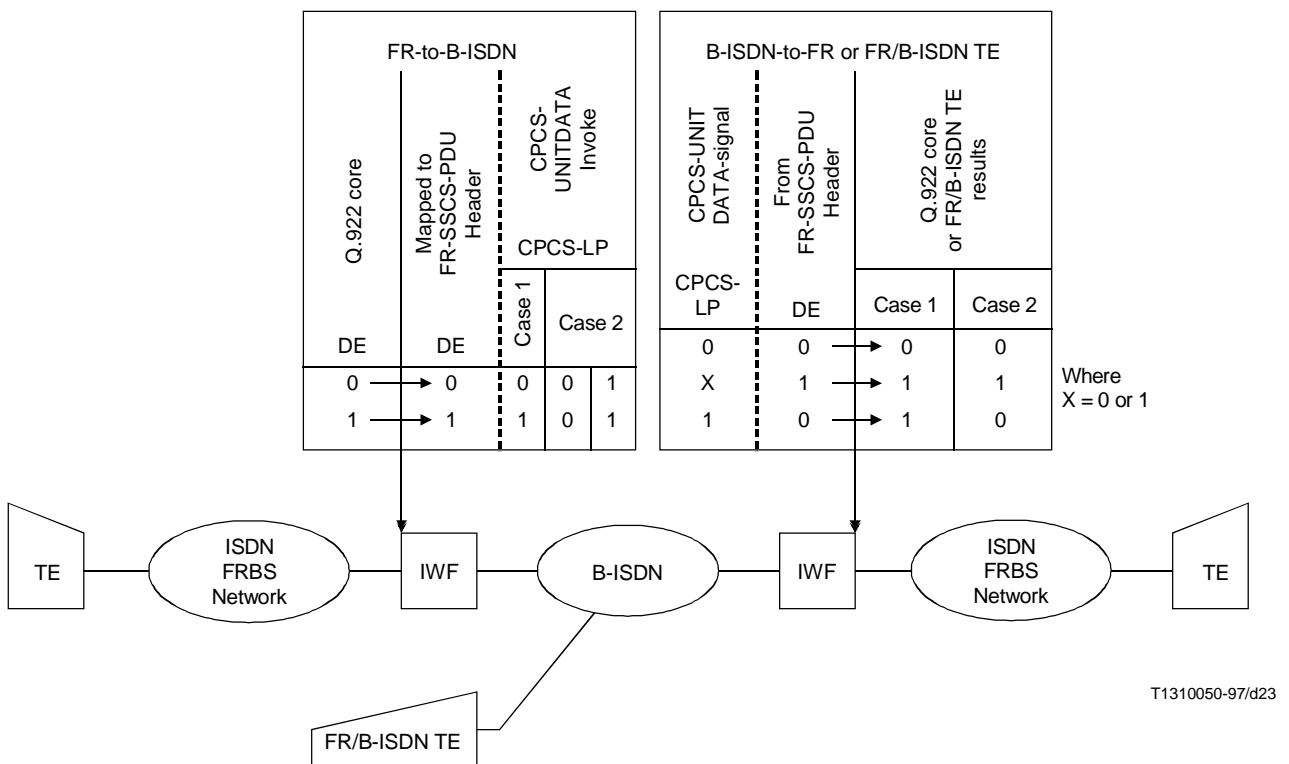 FR-to-B-ISDN
Q.922 core
Mapped to
FR-SSCS-PDU
Header
CPCS-
UNITDATA
Invoke
CPCS-LP
Case 1
Case 2
DE
DE
0 0 0 0 1
1 1 1 0 1
B-ISDN-to-FR or FR/B-ISDN TE
CPCS-UNIT
DATA-signal
From
FR-SSCS-PDU
Header
Q.922 core
or FR/B-ISDN TE
results
CPCS-
LP
DE
Case 1
Case 2
0 0 0 0
X 1 1 1
1 0 1 0
Where
X = 0 or 1
TE
ISDN
FRBS
Network
IWF
B-ISDN
IWF
ISDN
FRBS
Network
TE
FR/B-ISDN TE
T1310050-97/d23